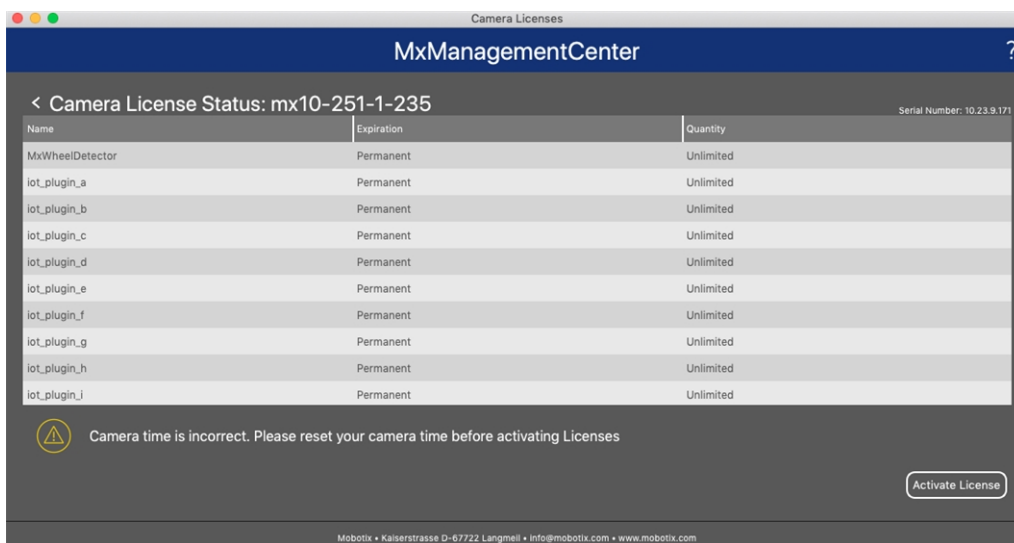 Camera Licenses
MxManagementCenter
?
< Camera License Status: mx10-251-1-235
Serial Number: 10.23.9.171
Name Expiration Quantity
MxWheelDetector Permanent Unlimited
iot_plugin_a Permanent Unlimited
iot_plugin_b Permanent Unlimited
iot_plugin_c Permanent Unlimited
iot_plugin_d Permanent Unlimited
iot_plugin_e Permanent Unlimited
iot_plugin_f Permanent Unlimited
iot_plugin_g Permanent Unlimited
iot_plugin_h Permanent Unlimited
iot_plugin_i Permanent Unlimited
Camera time is incorrect. Please reset your camera time before activating Licenses
Activate License
Mobotix • Kaiserstrasse D-67722 Langmeil • info@mobotix.com • www.mobotix.com